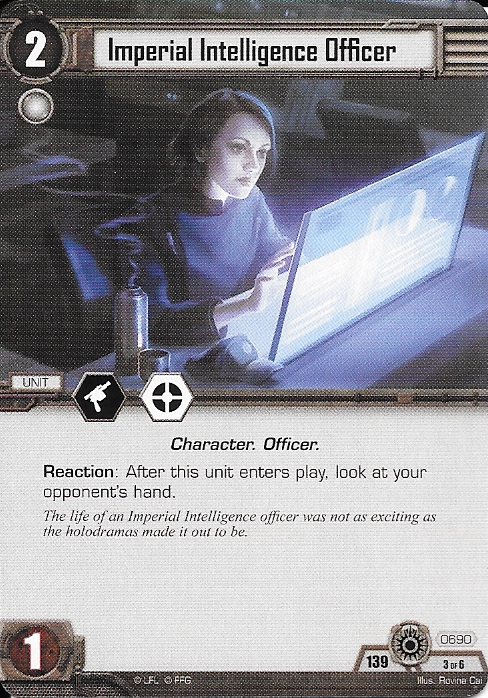 2
Imperial Intelligence Officer
UNIT
Character. Officer.
Reaction: After this unit enters play, look at your
opponent's hand.
The life of an Imperial Intelligence officer was not as exciting as
the holodramas made it out to be.
1
0690
139
3 OF 6
© LFL © FFG
Illus. Rovina Cai